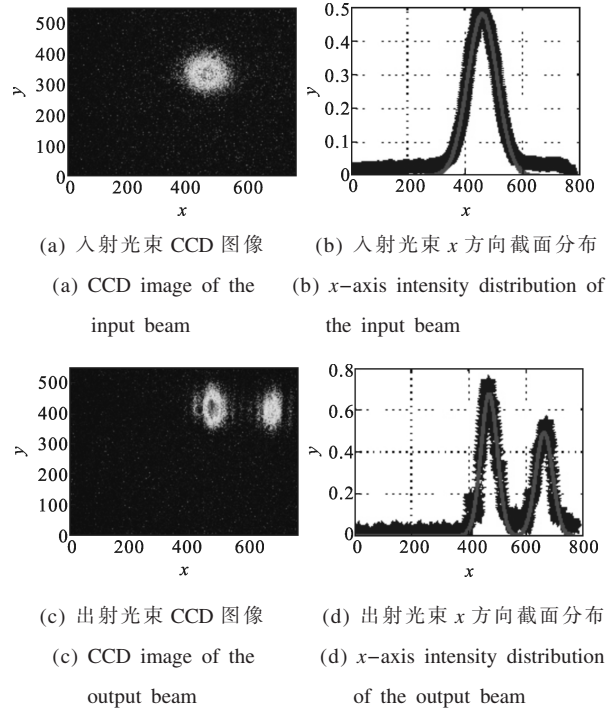 500
400
300
200
100
0
y
0 200 400 600
x
0.5
0.4
0.3
0.2
0.1
0
y
0 200 400 600 800
x
(a) 入射光束 CCD 图像
(b) 入射光束 x 方向截面分布
(a) CCD image of the
input beam
(b) x-axis intensity distribution of
the input beam
500
400
300
200
100
0
y
0 200 400 600
x
0.8
0.6
0.4
0.2
0
y
0 200 400 600 800
x
(c) 出射光束 CCD 图像
(d) 出射光束 x 方向截面分布
(c) CCD image of the
output beam
(d) x-axis intensity distribution
of the output beam